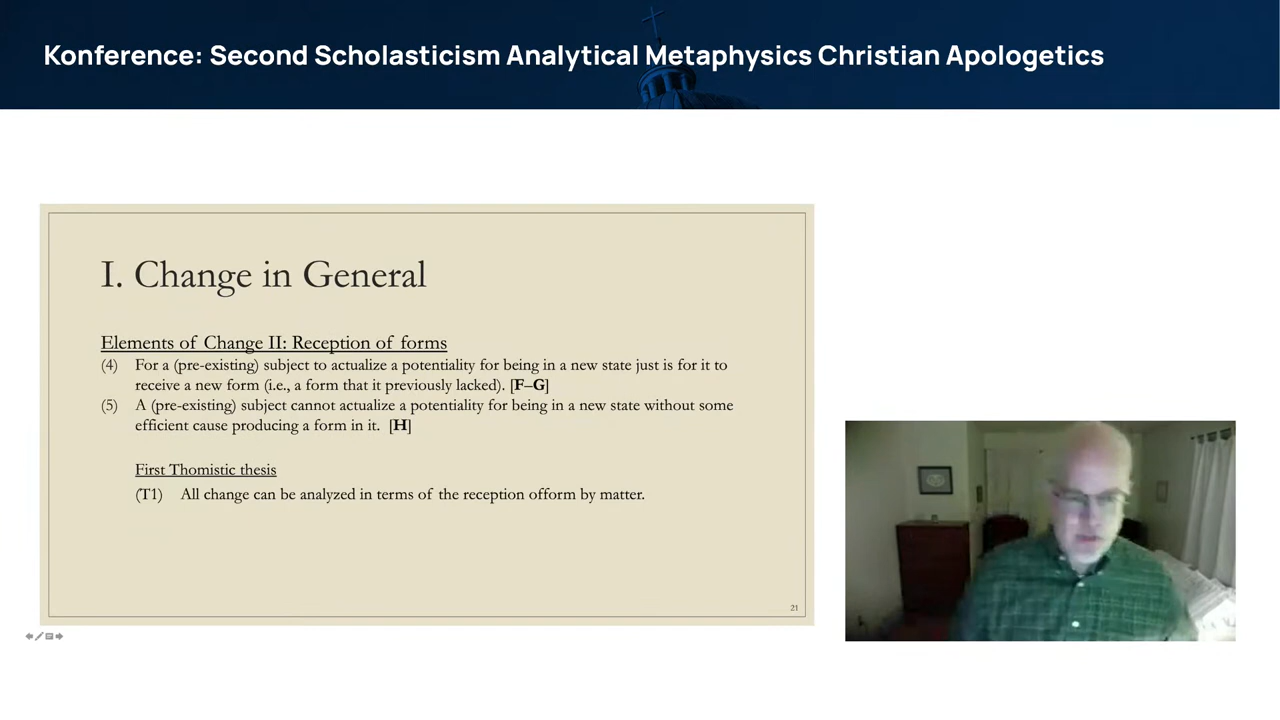 Konference: Second Scholasticism Analytical Metaphysics Christian Apologetics
I. Change in General
Elements of Change II: Reception of forms
(4) For a (pre-existing) subject to actualize a potentiality for being in a new state just is for it to
receive a new form (i.e., a form that it previously lacked). [F–G]
(5) A (pre-existing) subject cannot actualize a potentiality for being in a new state without some
efficient cause producing a form in it. [H]
First Thomistic thesis
(T1) All change can be analyzed in terms of the reception ofform by matter.
21